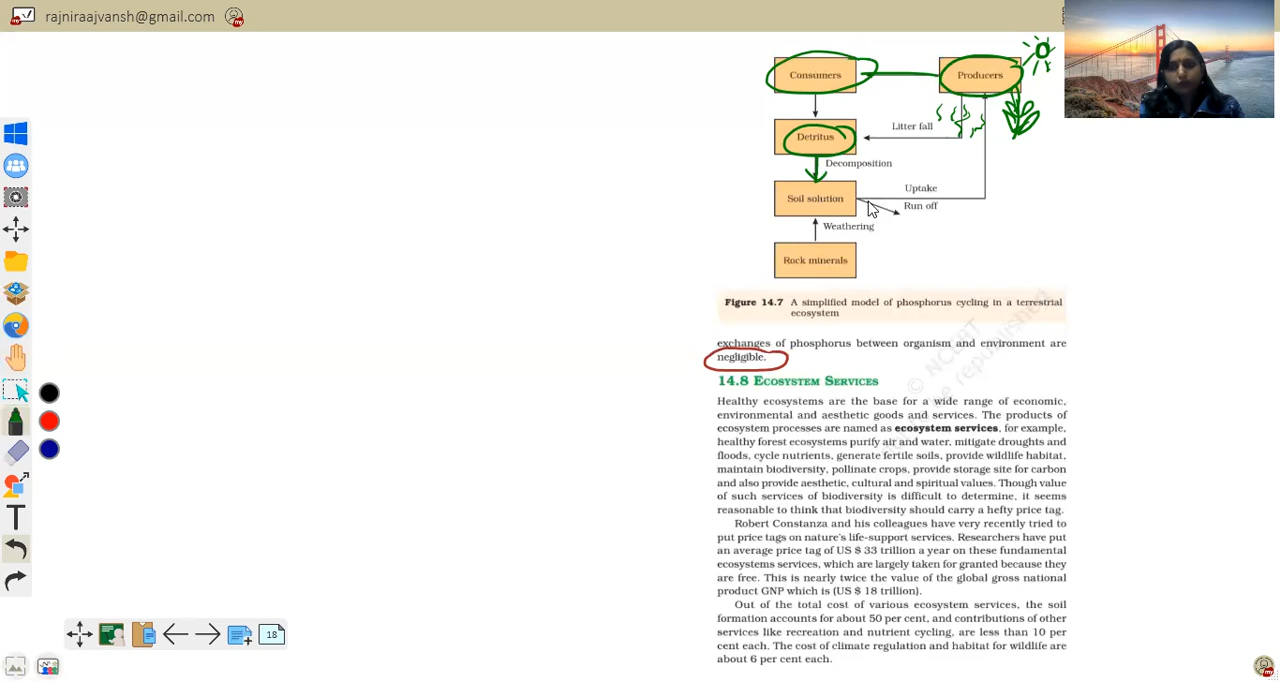 rajniraajvansh@gmail.com
Consumers
Producers
Litter fall
Detritus
Decomposition
Uptake
Soil solution
Run off
Weathering
Rock minerals
Figure 14.7 A simplified model of phosphorus cycling in a terrestrial
ecosystem
exchanges of phosphorus between organism and environment are
negligible.
14.8 ECOSYSTEM SERVICES
Healthy ecosystems are the base for a wide range of economic,
environmental and aesthetic goods and services. The products of
ecosystem processes are named as ecosystem services, for example,
healthy forest ecosystems purify air and water, mitigate droughts and
floods, cycle nutrients, generate fertile soils, provide wildlife habitat,
maintain biodiversity, pollinate crops, provide storage site for carbon
and also provide aesthetic, cultural and spiritual values. Though value
of such services of biodiversity is difficult to determine, it seems
reasonable to think that biodiversity should carry a hefty price tag.
Robert Constanza and his colleagues have very recently tried to
put price tags on nature's life-support services. Researchers have put
an average price tag of US $ 33 trillion a year on these fundamental
ecosystems services, which are largely taken for granted because they
are free. This is nearly twice the value of the global gross national
product GNP which is (US $ 18 trillion).
Out of the total cost of various ecosystem services, the soil
formation accounts for about 50 per cent, and contributions of other
services like recreation and nutrient cycling, are less than 10 per
cent each. The cost of climate regulation and habitat for wildlife are
about 6 per cent each.
© NCERT
be republished
T
18